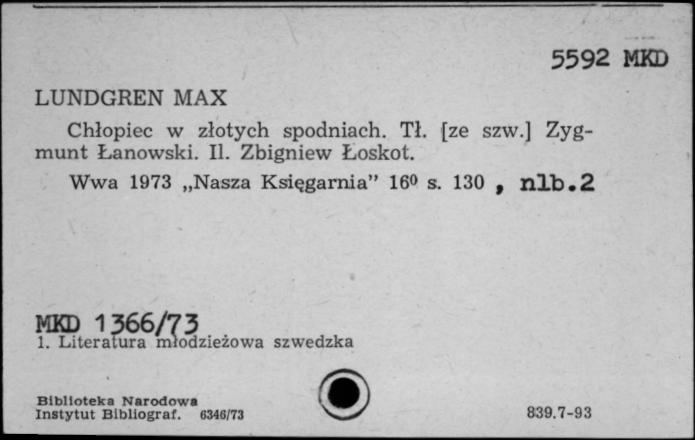 5592 MKD
LUNDGREN MAX
Chłopiec w złotych spodniach. Tł. [ze szw.] Zyg-
munt Łanowski. Il. Zbigniew Łoskot.
Wwa 1973 „Nasza Księgarnia” 16⁰ s. 130 , nlb.2
MKD 1366/73
1. Literatura młodzieżowa szwedzka
Biblioteka Narodowa
Instytut Bibliograf. 6346/73
839.7-93